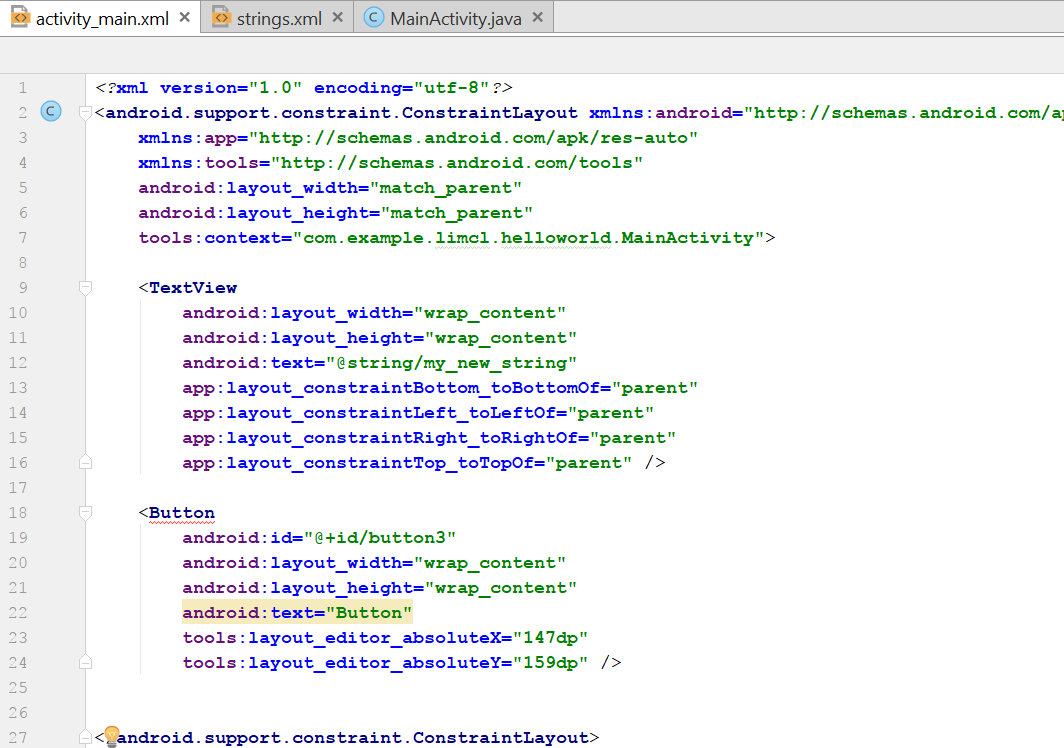 activity_main.xml × strings.xml × C MainActivity.java ×
1 <?xml version="1.0" encoding="utf-8"?>
2 C <android.support.constraint.ConstraintLayout xmlns:android="http://schemas.android.com/ap
3 xmlns:app="http://schemas.android.com/apk/res-auto"
4 xmlns:tools="http://schemas.android.com/tools"
5 android:layout_width="match_parent"
6 android:layout_height="match_parent"
7 tools:context="com.example.limcl.helloworld.MainActivity">
8
9 <TextView
10 android:layout_width="wrap_content"
11 android:layout_height="wrap_content"
12 android:text="@string/my_new_string"
13 app:layout_constraintBottom_toBottomOf="parent"
14 app:layout_constraintLeft_toLeftOf="parent"
15 app:layout_constraintRight_toRightOf="parent"
16 app:layout_constraintTop_toTopOf="parent" />
17
18 <Button
19 android:id="@+id/button3"
20 android:layout_width="wrap_content"
21 android:layout_height="wrap_content"
22 android:text="Button"
23 tools:layout_editor_absoluteX="147dp"
24 tools:layout_editor_absoluteY="159dp" />
25
26
27 <android.support.constraint.ConstraintLayout>